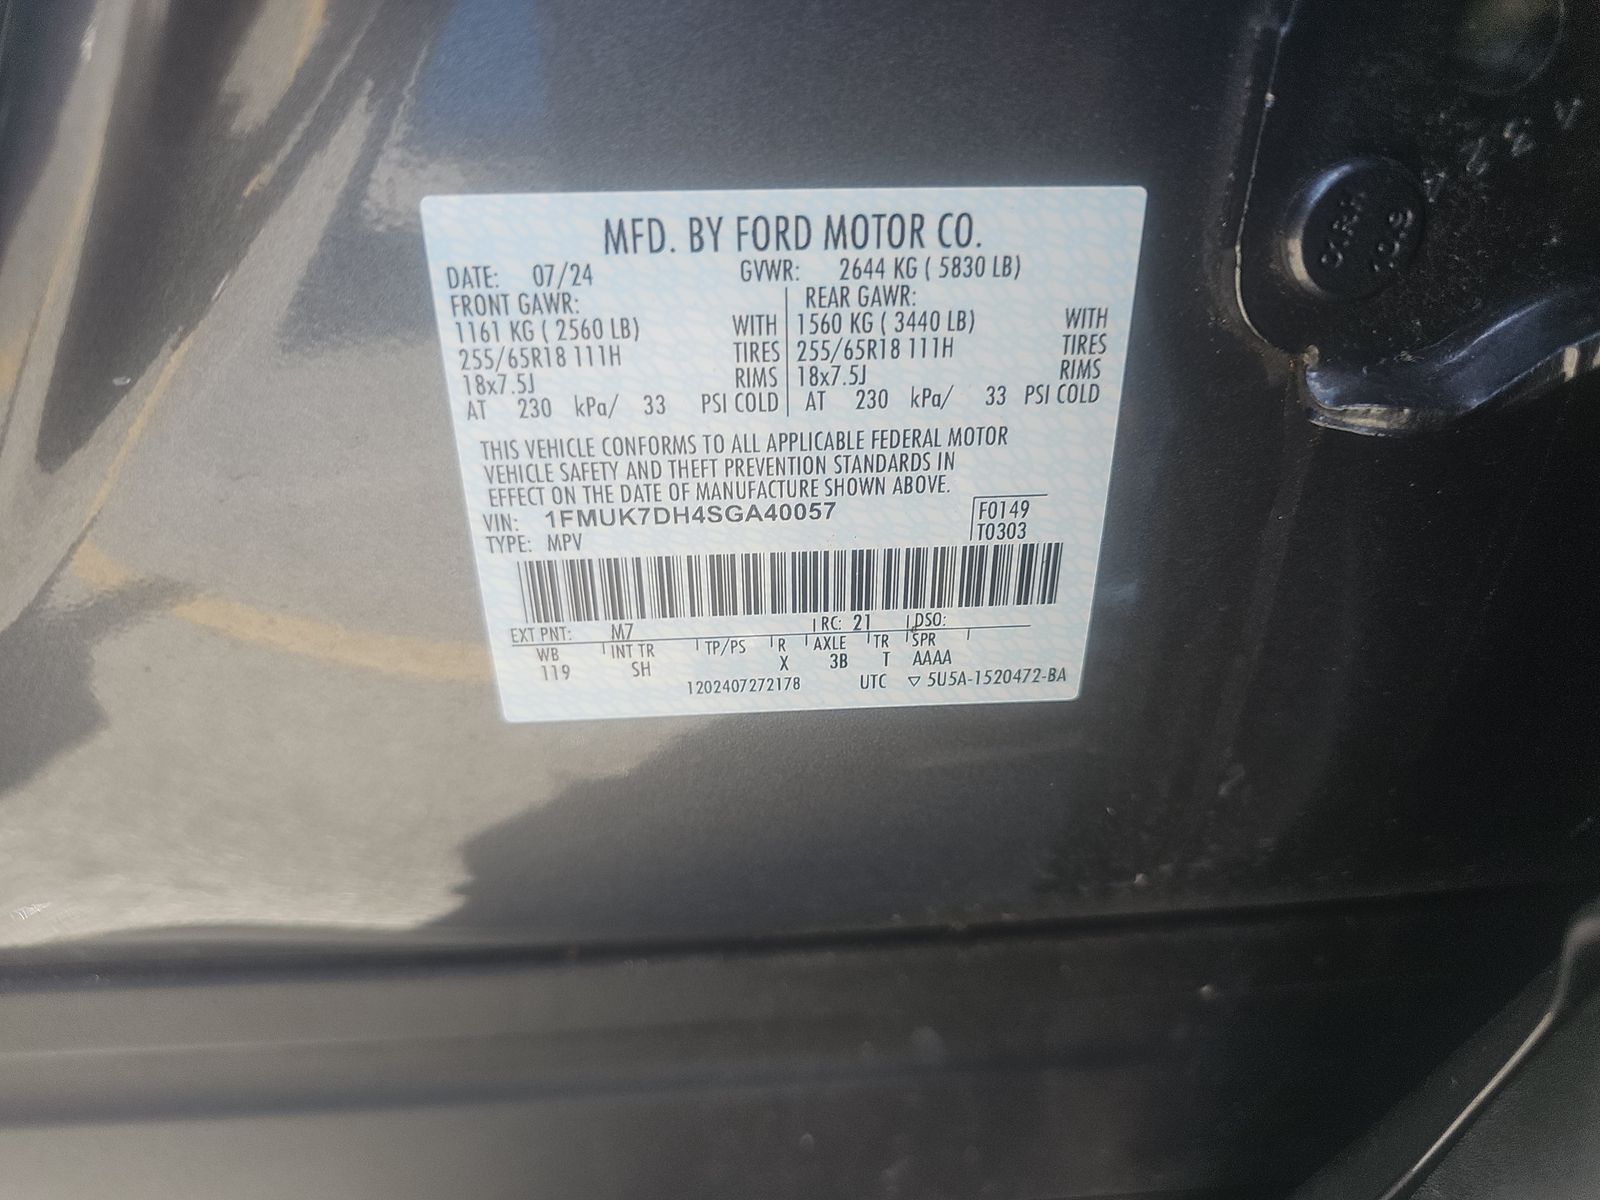 MFD. BY FORD MOTOR CO.
DATE: 07/24 GVWR: 2644 KG ( 5830 LB)
FRONT GAWR: REAR GAWR:
1161 KG ( 2560 LB) WITH 1560 KG ( 3440 LB) WITH
255/65R18 111H TIRES 255/65R18 111H TIRES
18x7.5J RIMS 18x7.5J RIMS
AT 230 kPa/ 33 PSI COLD AT 230 kPa/ 33 PSI COLD
THIS VEHICLE CONFORMS TO ALL APPLICABLE FEDERAL MOTOR
VEHICLE SAFETY AND THEFT PREVENTION STANDARDS IN
EFFECT ON THE DATE OF MANUFACTURE SHOWN ABOVE.
VIN: 1FMUK7DH4SGA40057 F0149
TYPE: MPV T0303
EXT PNT: M7 RC: 21 DSO:
WB INT TR TP/PS R AXLE TR SPR
119 SH X 3B T AAAA
1202407272178 UTC ▽ 5U5A-1520472-BA